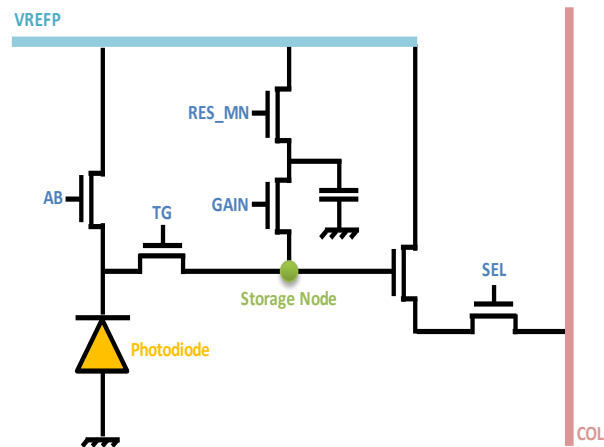 VREFP
RES_MN
AB
TG
GAIN
SEL
Storage Node
Photodiode
COL